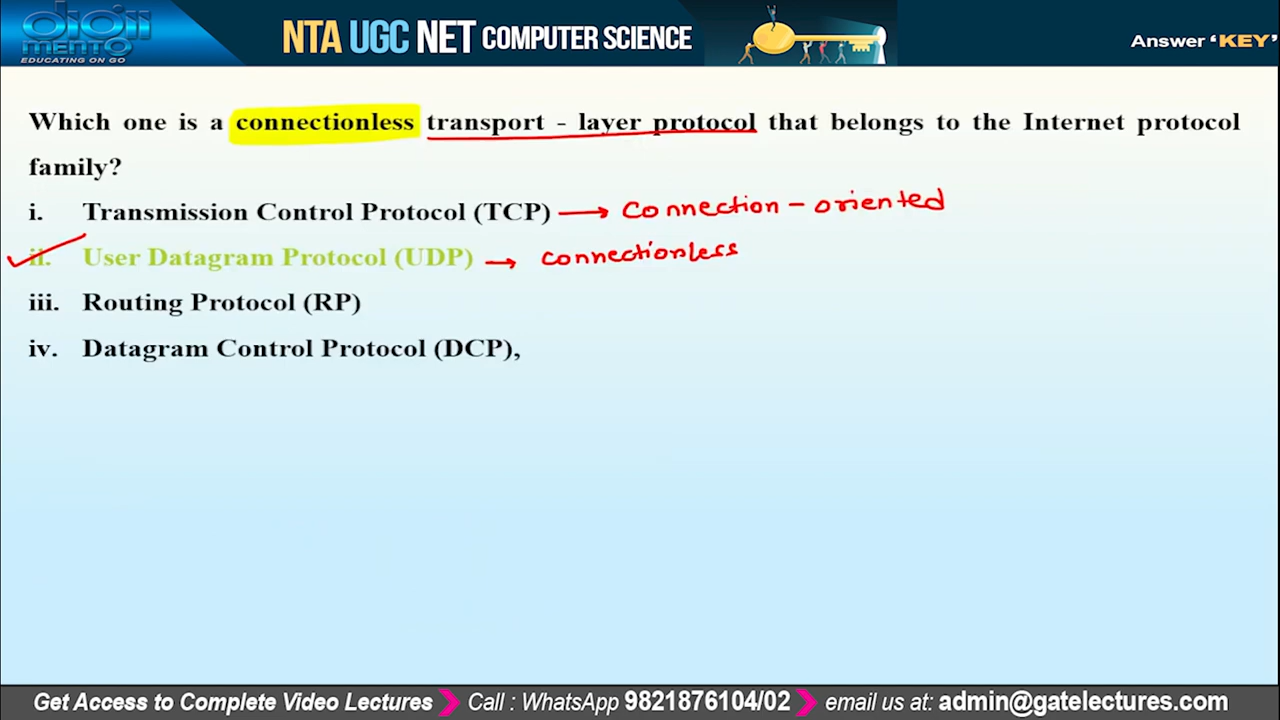 digii
MENTO
EDUCATING ON GO
NTA UGC NET COMPUTER SCIENCE
Answer ‘KEY’
Which one is a connectionless transport - layer protocol that belongs to the Internet protocol
family?
i. Transmission Control Protocol (TCP) → Connection - oriented
ii. User Datagram Protocol (UDP) → connectionless
iii. Routing Protocol (RP)
iv. Datagram Control Protocol (DCP),
Get Access to Complete Video Lectures Call : WhatsApp 9821876104/02 email us at: admin@gatelectures.com